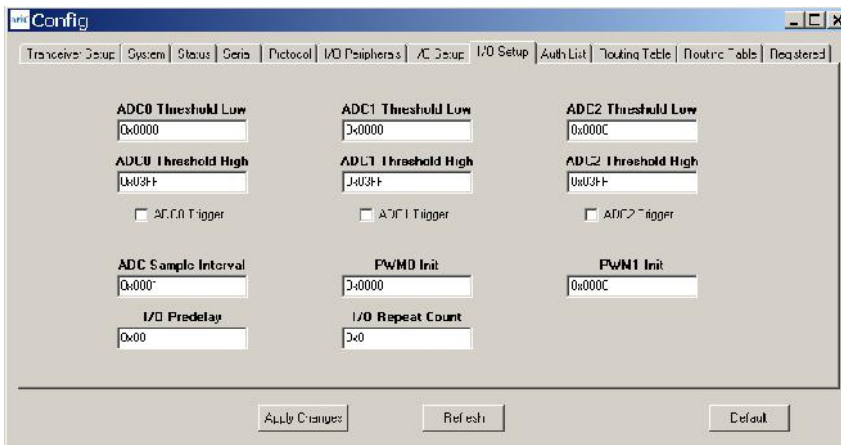 Config
Tranceiver Setup System Status Serial Protocol I/O Peripherals I/O Setup I/O Setup Auth List Routing Table Routing Table Registered
ADC0 Threshold Low ADC1 Threshold Low ADC2 Threshold Low
0x0000 0x0000 0x0000
ADC0 Threshold High ADC1 Threshold High ADC2 Threshold High
0x03FF 0x03FF 0x03FF
ADC0 Trigger ADC1 Trigger ADC2 Trigger
ADC Sample Interval PWM0 Init PWM1 Init
0x0001 0x0000 0x0000
I/O Predelay I/O Repeat Count
0x00 0x0
Apply Changes Refresh Default